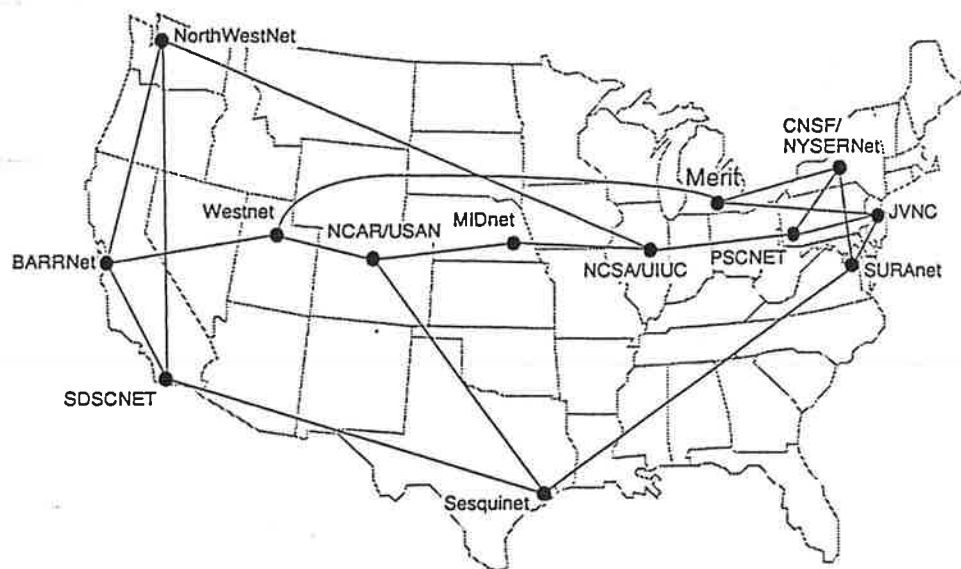 NorthWestNet
CNSF/
NYSERNet
Merit
Westnet
NCAR/USAN
MIDnet
JVNC
BARRNet
NCSA/UIUC
PSCNET
SURAnet
SDSCNET
Sesquinet